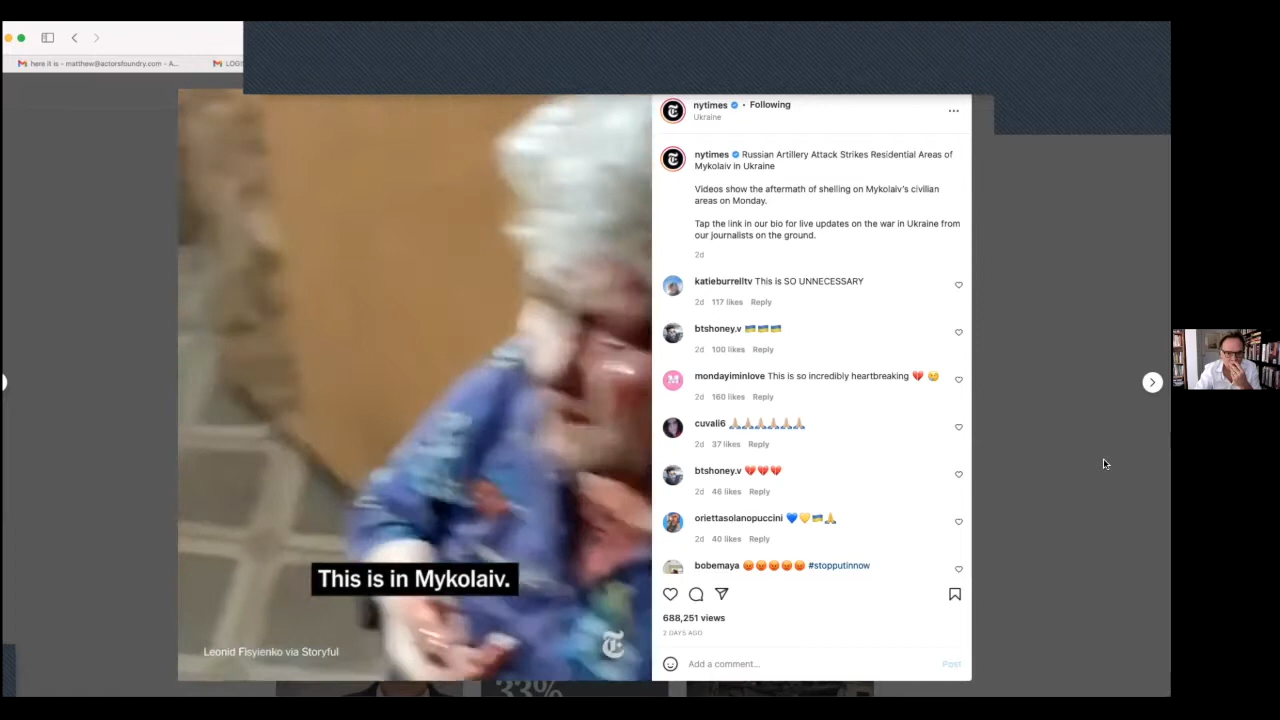 here it is - matthew@actorsfoundry.com - A...
nytimes • Following
Ukraine
nytimes Russian Artillery Attack Strikes Residential Areas of
Mykolaiv in Ukraine
Videos show the aftermath of shelling on Mykolaiv's civilian
areas on Monday.
Tap the link in our bio for live updates on the war in Ukraine from
our journalists on the ground.
2d
katieburrelltv This is SO UNNECESSARY
2d 117 likes Reply
btshoney.v 🇺🇦🇺🇦🇺🇦
2d 100 likes Reply
mondayiminlove This is so incredibly heartbreaking 💔 😢
2d 160 likes Reply
cuvali6 🙏🏼🙏🏼🙏🏼🙏🏼🙏🏼🙏🏼
2d 37 likes Reply
btshoney.v 💔💔💔
2d 46 likes Reply
oriettasolanopuccini 💙💛🇺🇦🙏
2d 40 likes Reply
bobemaya 😡😡😡😡😡 #stopputinnow
688,251 views
2 DAYS AGO
Add a comment...
Post
This is in Mykolaiv.
Leonid Fisyienko via Storyful
33%